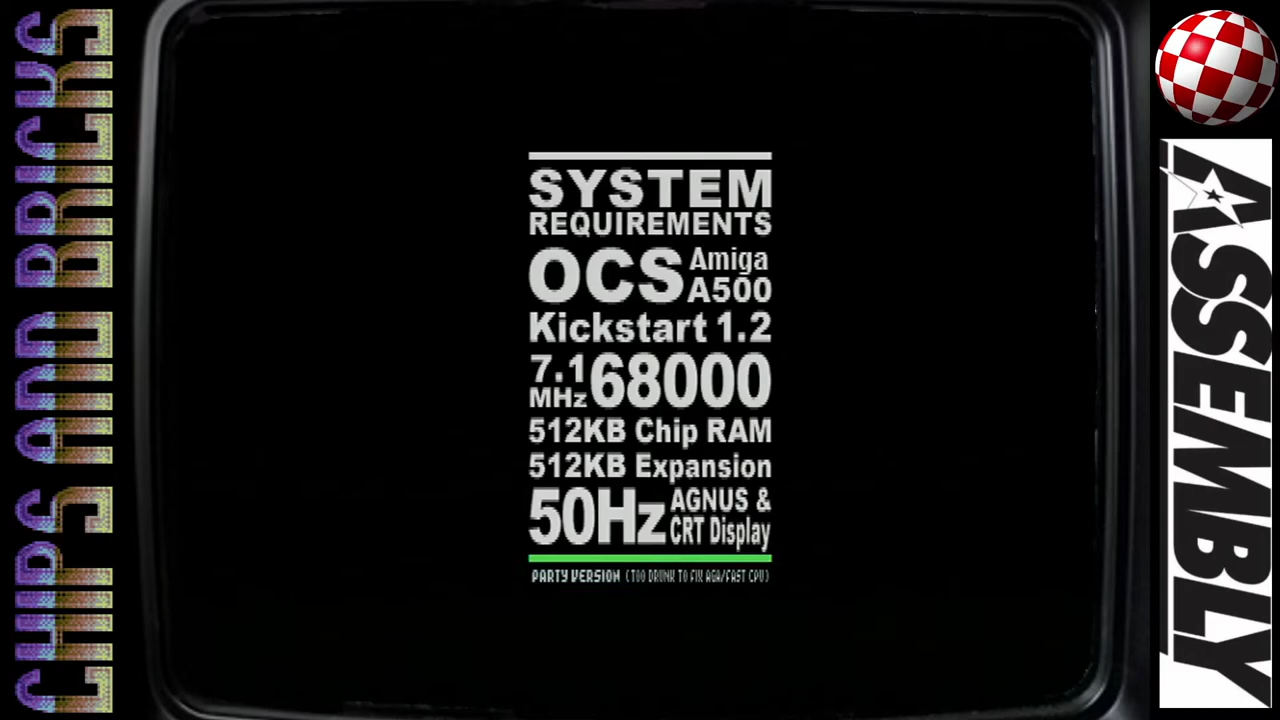 CHIPS AND BRICKS
SYSTEM
REQUIREMENTS
OCS Amiga A500
Kickstart 1.2
7.1 MHz 68000
512KB Chip RAM
512KB Expansion
50Hz AGNUS & CRT Display
PARTY VERSION (TOO DRUNK TO FIX AGA/FAST CPU)
ASSEMBLY